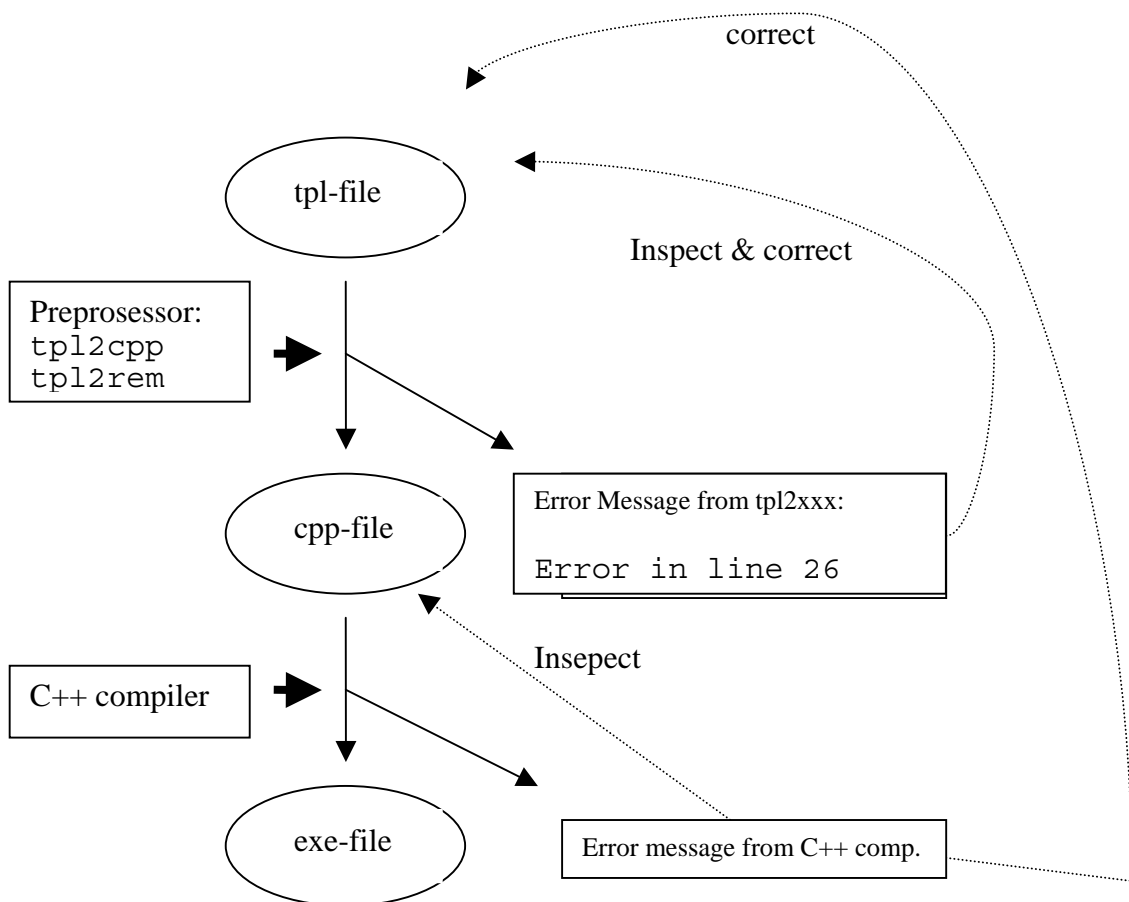 correct
tpl-file
Inspect & correct
Preprosessor:
tpl2cpp
tpl2rem
cpp-file
Error Message from tpl2xxx:
Error in line 26
Insepect
C++ compiler
exe-file
Error message from C++ comp.